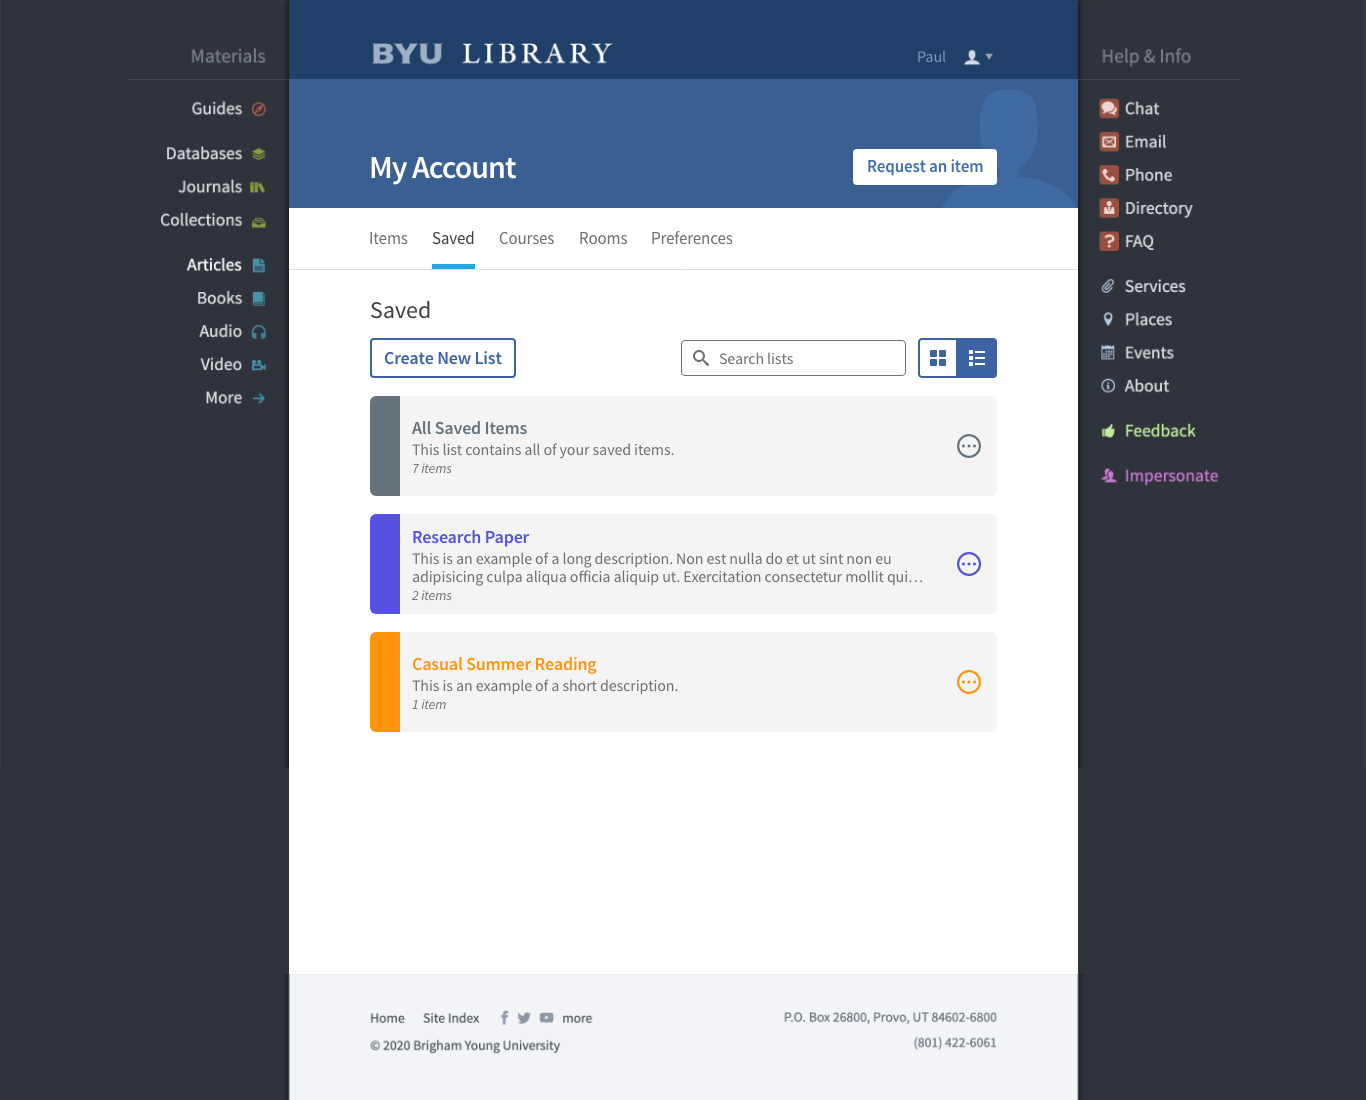 Materials
BYU LIBRARY
Paul
Help & Info
Guides
Databases
Journals
Collections
Articles
Books
Audio
Video
More
My Account
Request an item
Items Saved Courses Rooms Preferences
Saved
Create New List
Search lists
All Saved Items
This list contains all of your saved items.
7 items
Research Paper
This is an example of a long description. Non est nulla do et ut sint non eu
adipisicing culpa aliqua officia aliquip ut. Exercitation consectetur mollit qui...
2 items
Casual Summer Reading
This is an example of a short description.
1 item
Chat
Email
Phone
Directory
FAQ
Services
Places
Events
About
Feedback
Impersonate
Home Site Index more
© 2020 Brigham Young University
P.O. Box 26800, Provo, UT 84602-6800
(801) 422-6061